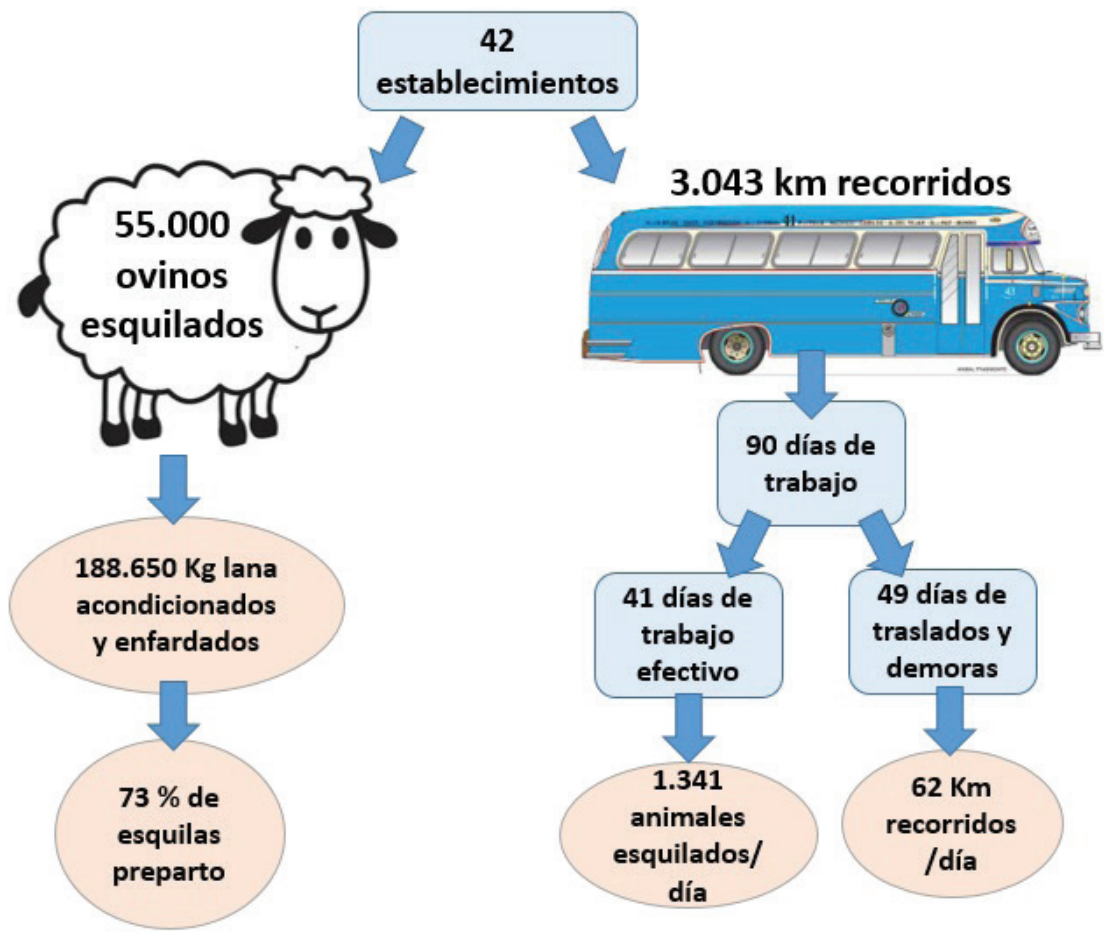 42
establecimientos
3.043 km recorridos
55.000
ovinos
esquilados
90 días de
trabajo
188.650 Kg lana
acondicionados
y enfardados
41 días de
trabajo
efectivo
49 días de
traslados y
demoras
73 % de
esquilas
preparto
1.341
animales
esquilados/
día
62 Km
recorridos
/día